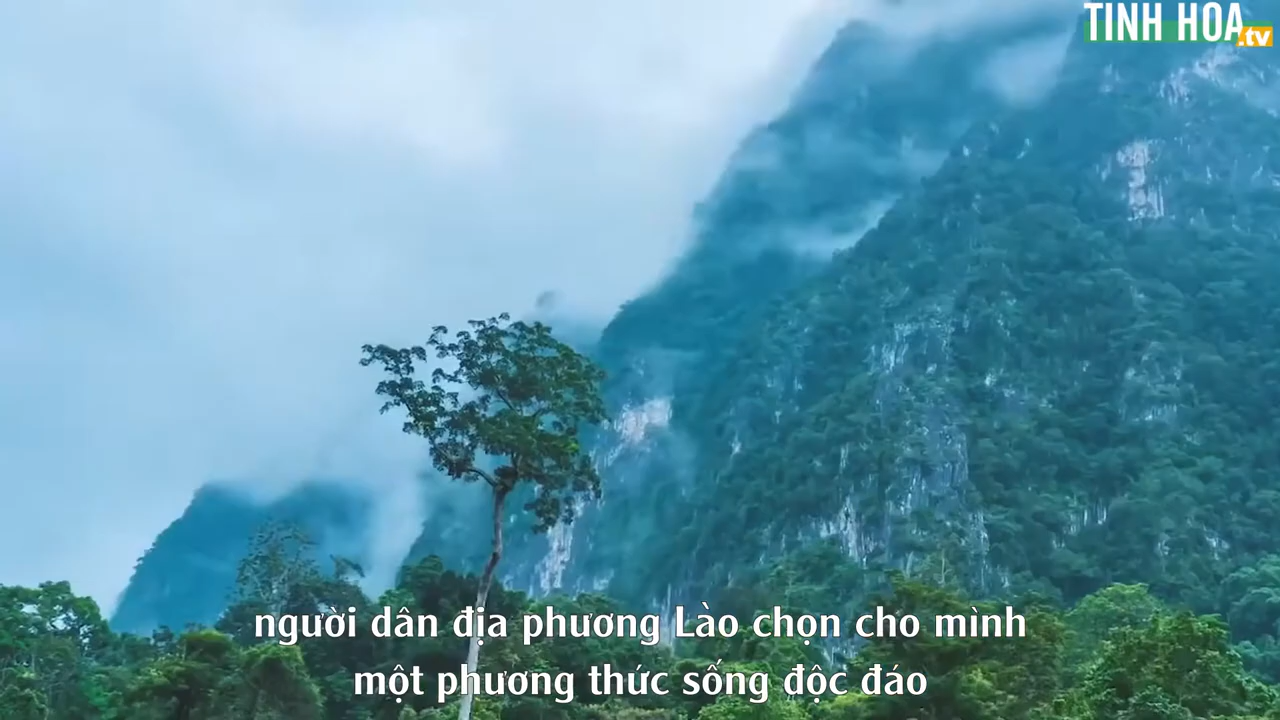 TINH HOA
.tv
người dân địa phương Lào chọn cho mình
một phương thức sống độc đáo